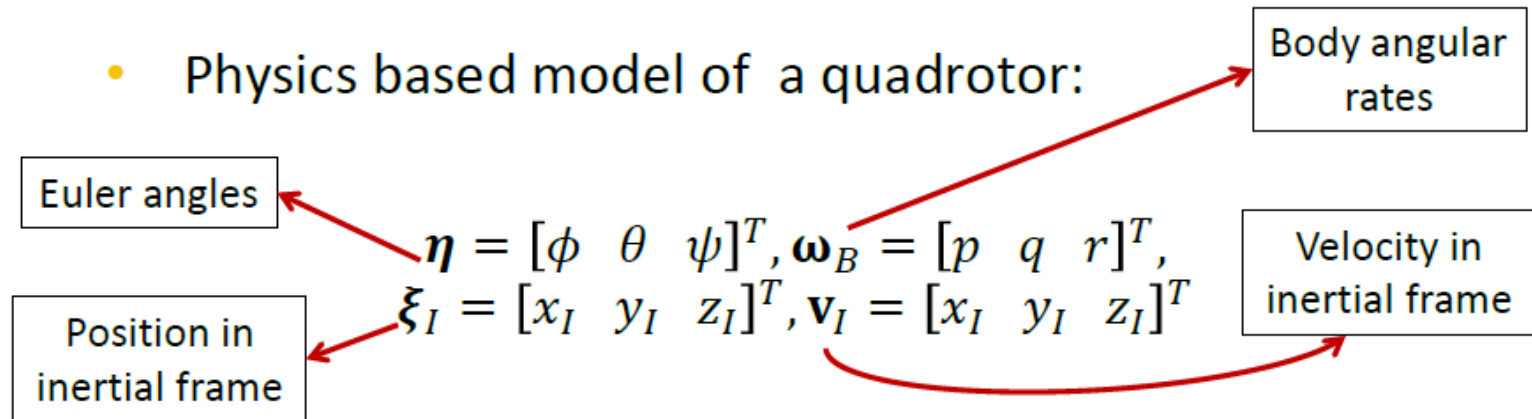 • Physics based model of a quadrotor:
Body angular
rates
Euler angles
𝜼 = [ϕ θ ψ]ᵀ, 𝛚_B = [p q r]ᵀ,
𝝃_I = [x_I y_I z_I]ᵀ, 𝐯_I = [x_I y_I z_I]ᵀ
Velocity in
inertial frame
Position in
inertial frame